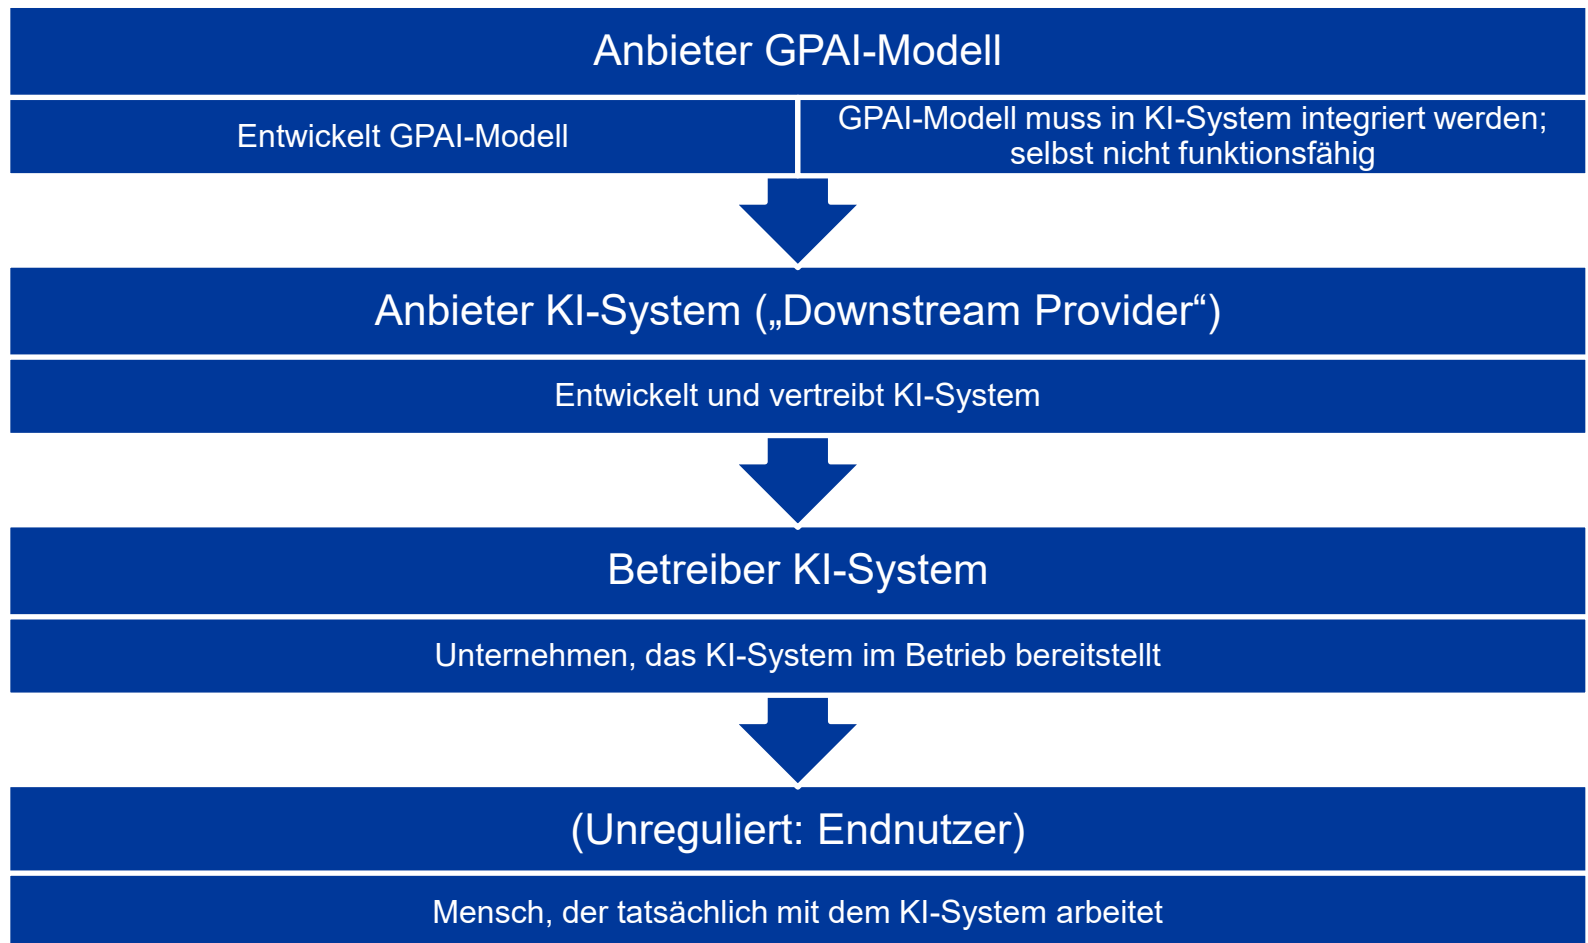 Anbieter GPAI-Modell
Entwickelt GPAI-Modell
GPAI-Modell muss in KI-System integriert werden;
selbst nicht funktionsfähig
Anbieter KI-System („Downstream Provider“)
Entwickelt und vertreibt KI-System
Betreiber KI-System
Unternehmen, das KI-System im Betrieb bereitstellt
(Unreguliert: Endnutzer)
Mensch, der tatsächlich mit dem KI-System arbeitet